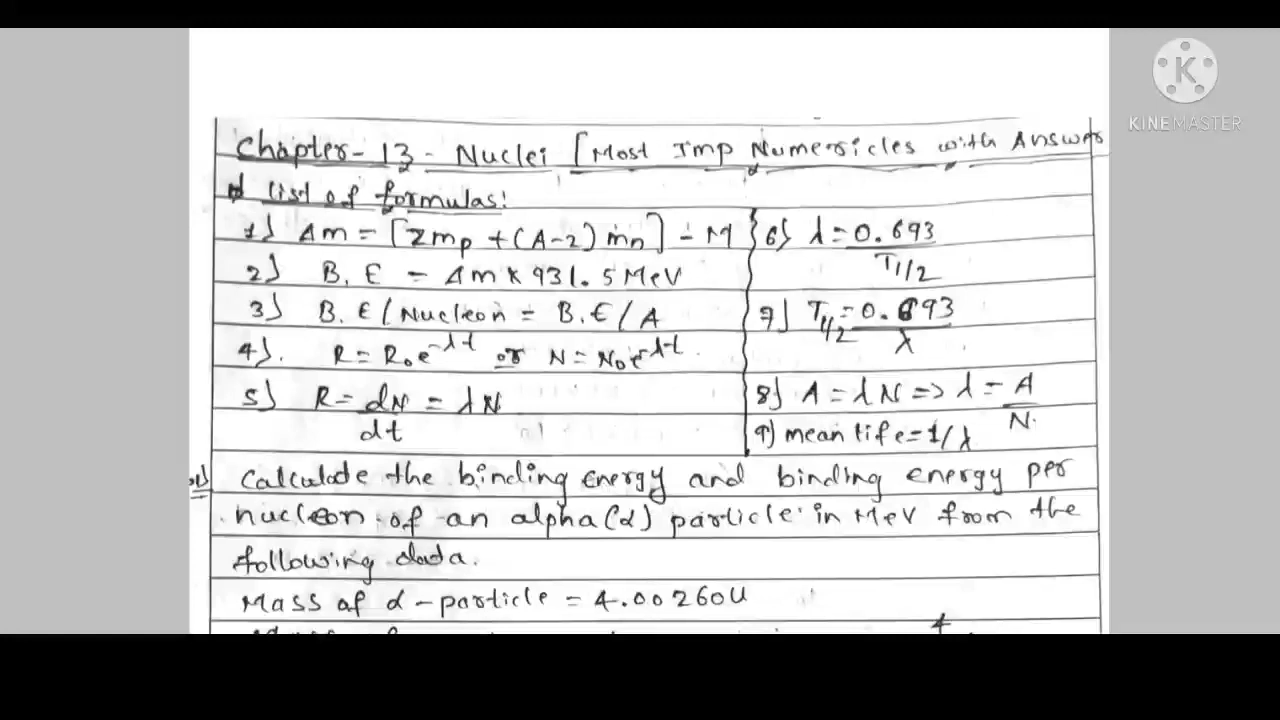 KINEMASTER
Chapter-13- Nuclei [Most Imp Numericles with Answers
List of formulas:
1) Δm = [Zmp + (A-Z) mn] - M
2) B.E = Δm x 931.5 MeV
3) B.E/Nucleon = B.E/A
4). R = R₀e^-λt or N = N₀e^-λt.
5) R = dN/dt = λN
6) λ = 0.693/T1/2
7) T1/2 = 0.693/λ
8) A = λN => λ = A/N.
9) mean life = 1/λ
Calculate the binding energy and binding energy per
nucleon of an alpha(α) particle in MeV from the
following data.
Mass of α-particle = 4.00260U